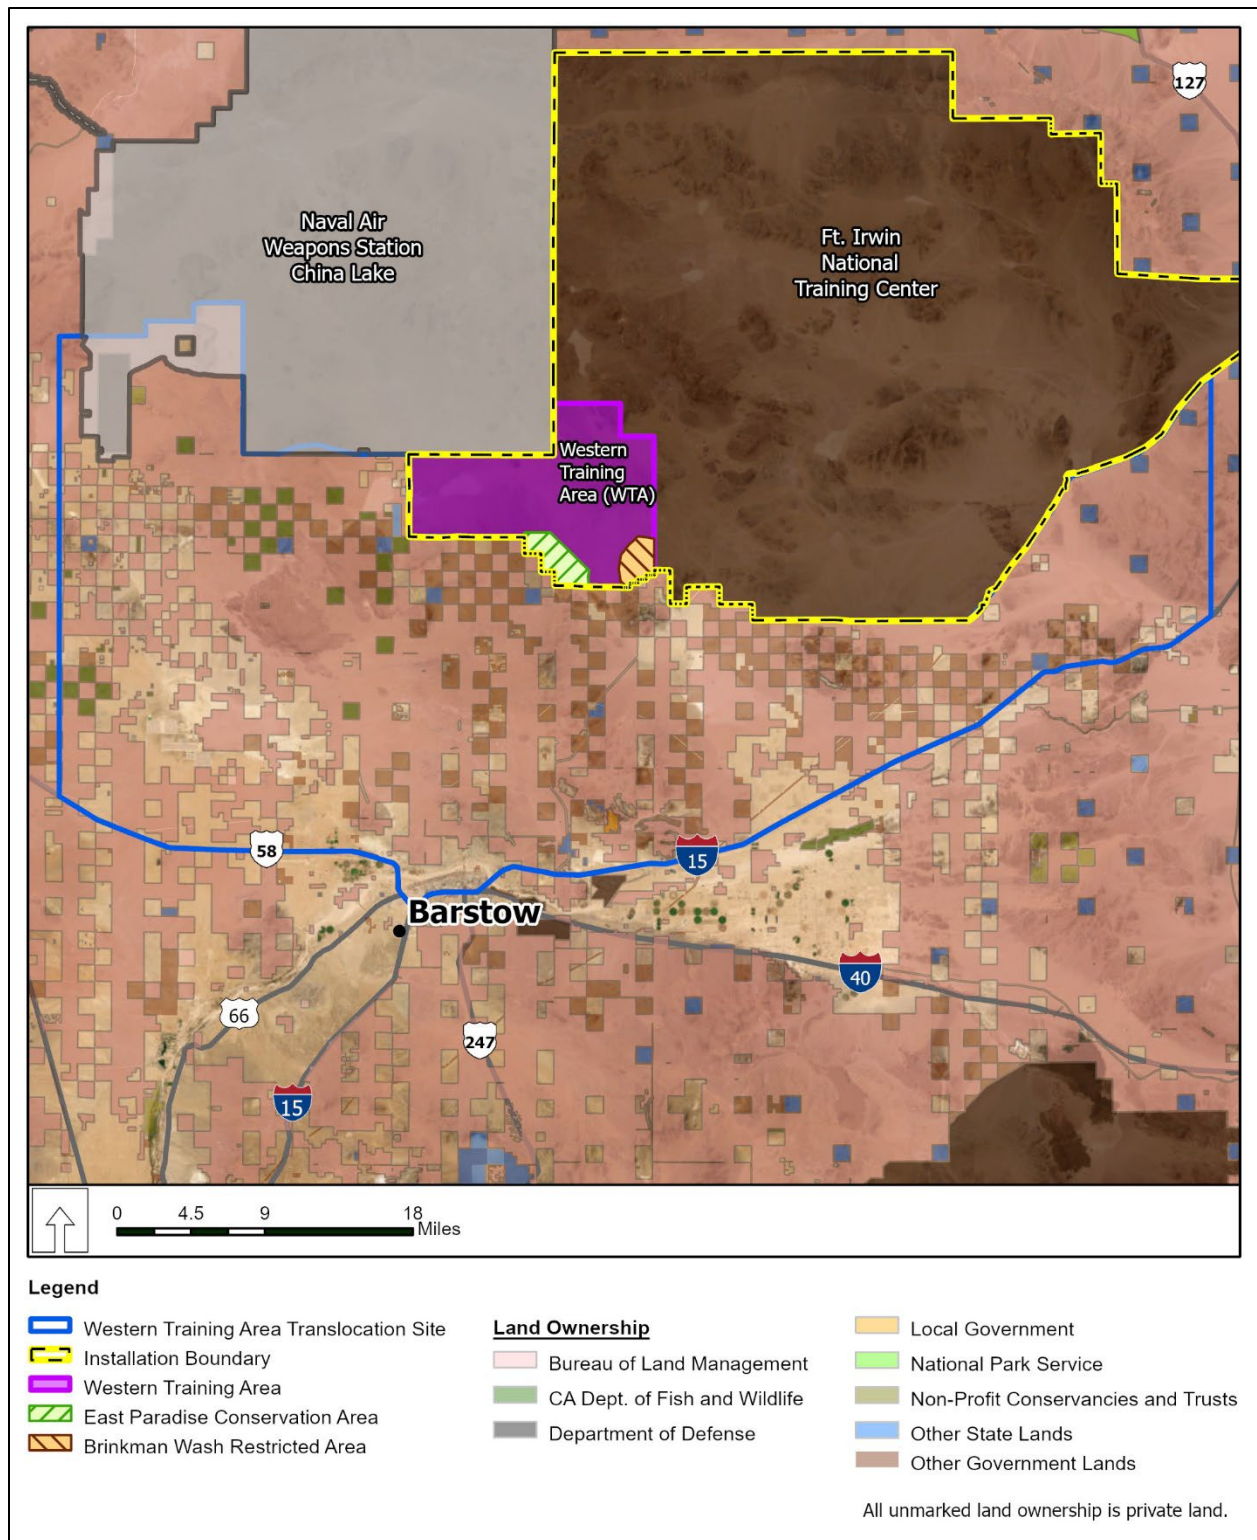 127
Naval Air
Weapons Station
China Lake
Ft. Irwin
National
Training Center
Western
Training
Area (WTA)
58
15
Barstow
40
66
247
15
0 4.5 9 18
Miles
Legend
Western Training Area Translocation Site
Installation Boundary
Western Training Area
East Paradise Conservation Area
Brinkman Wash Restricted Area
Land Ownership
Bureau of Land Management
CA Dept. of Fish and Wildlife
Department of Defense
Local Government
National Park Service
Non-Profit Conservancies and Trusts
Other State Lands
Other Government Lands
All unmarked land ownership is private land.